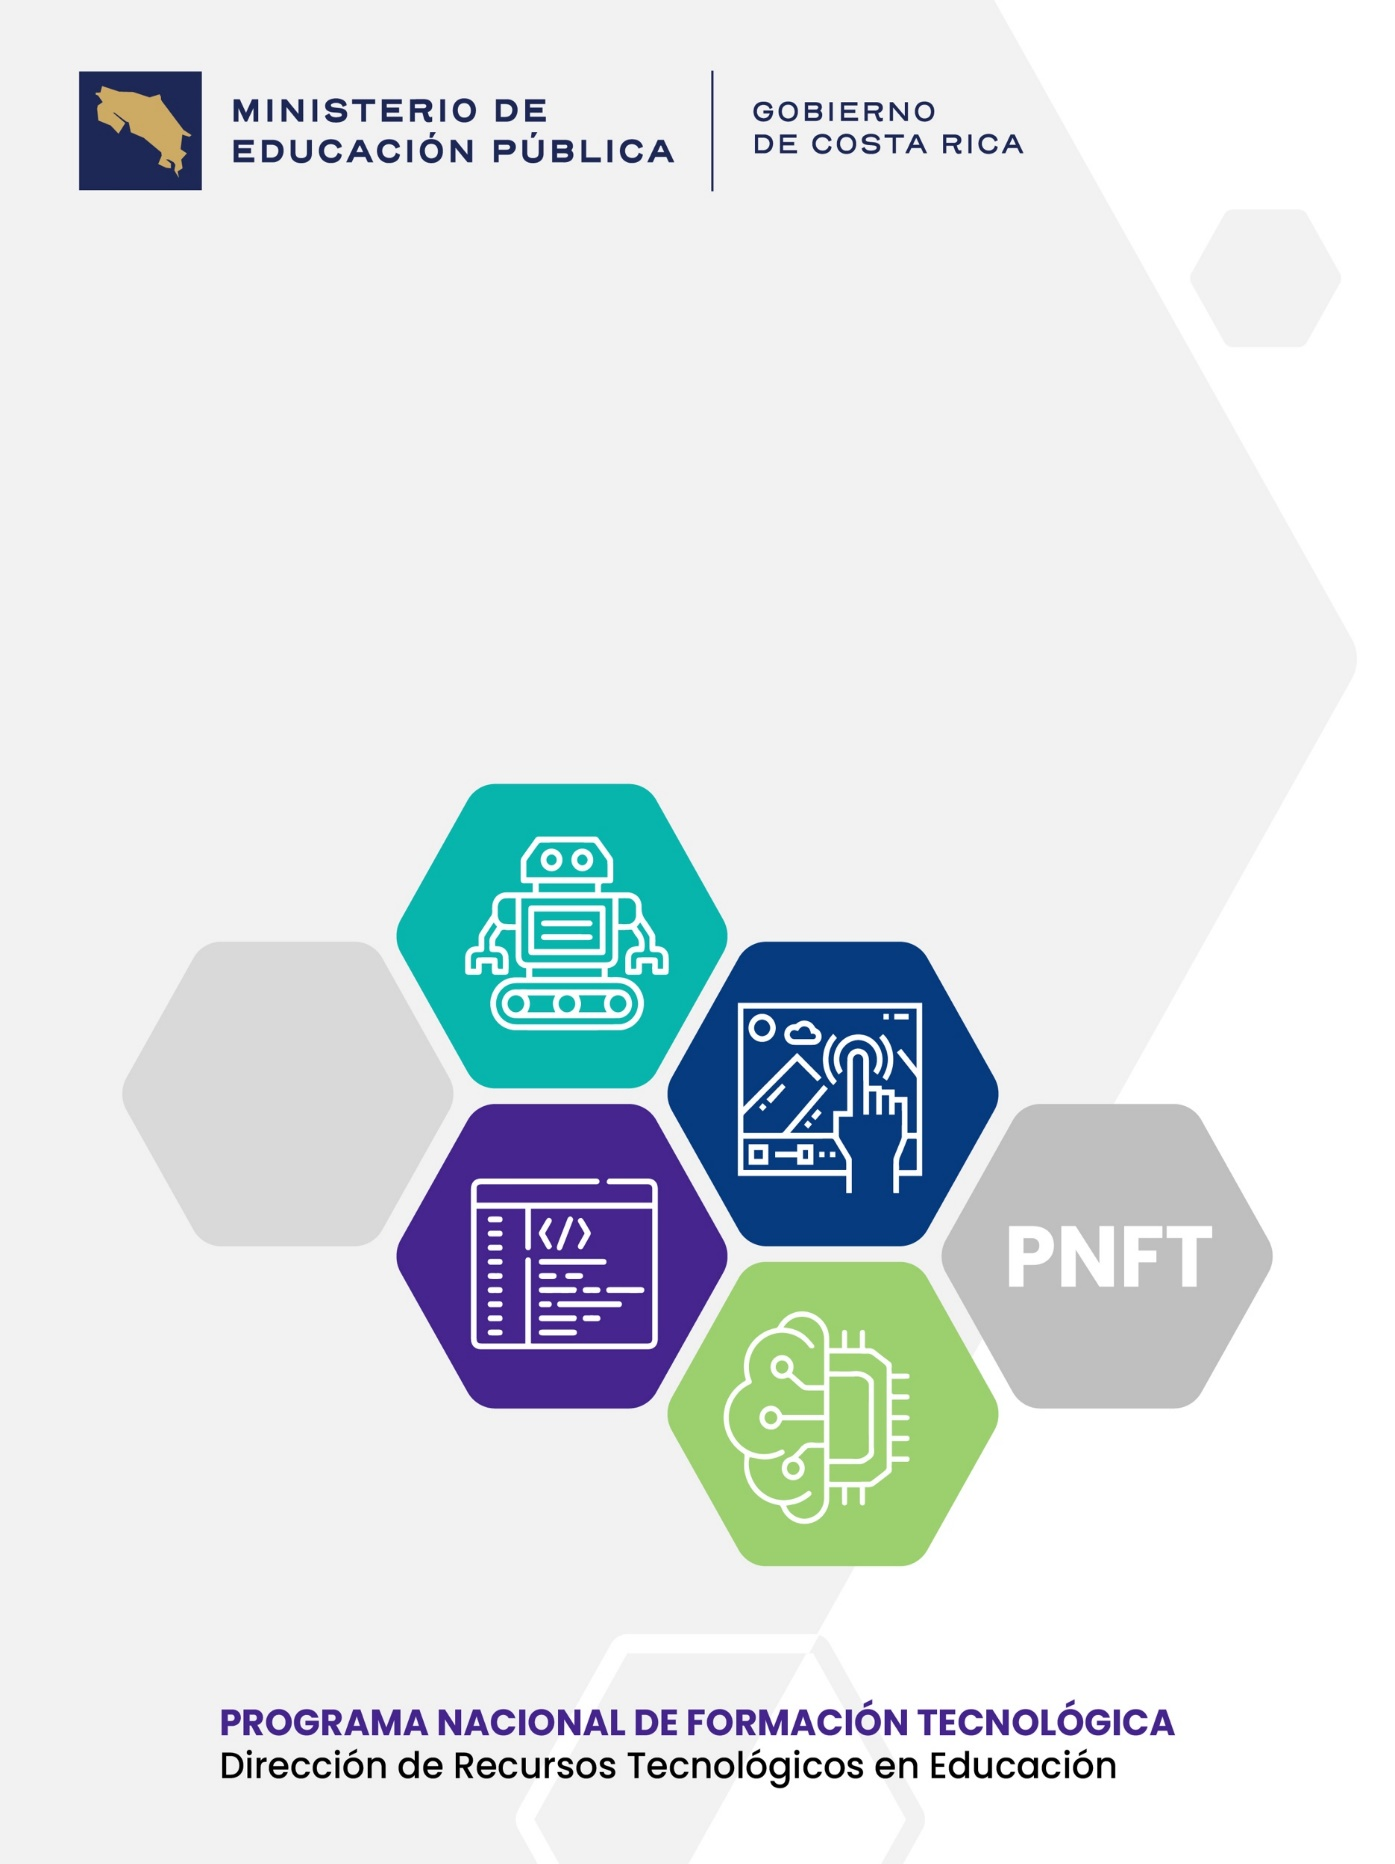 MINISTERIO DE
EDUCACIÓN PÚBLICA
GOBIERNO
DE COSTA RICA
</>
PNFT
PROGRAMA NACIONAL DE FORMACIÓN TECNOLÓGICA
Dirección de Recursos Tecnológicos en Educación